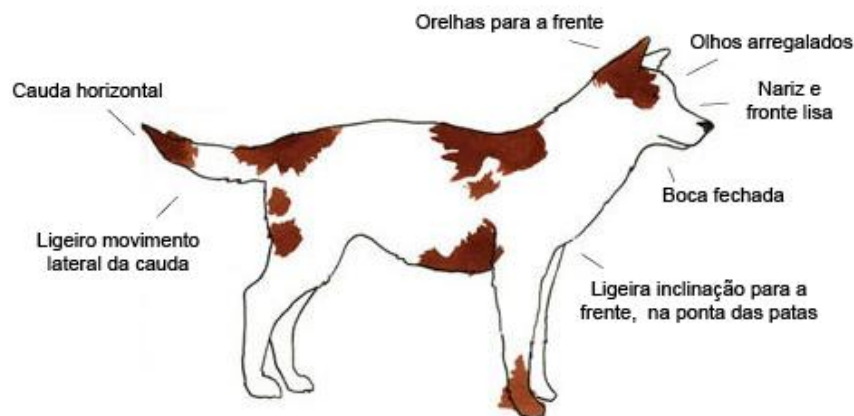 Orelhas para a frente
Olhos arregalados
Cauda horizontal
Nariz e
fronte lisa
Boca fechada
Ligeiro movimento
lateral da cauda
Ligeira inclinação para a
frente, na ponta das patas